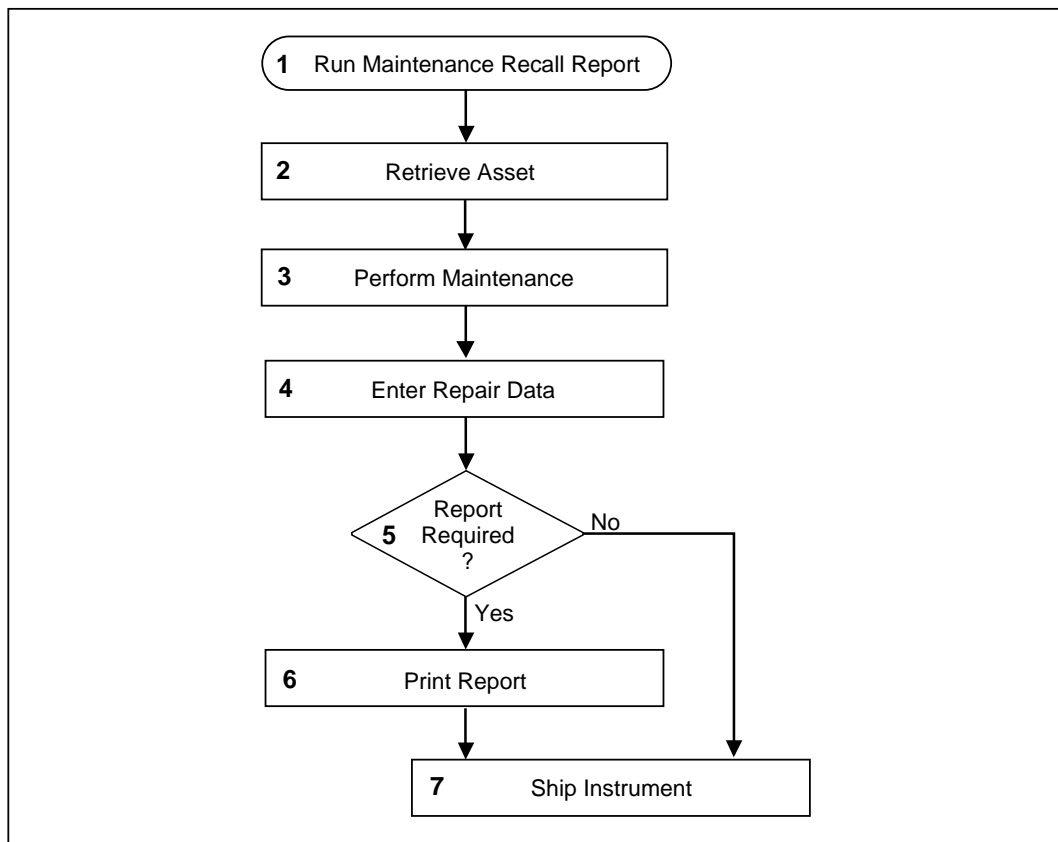 1 Run Maintenance Recall Report
2 Retrieve Asset
3 Perform Maintenance
4 Enter Repair Data
5 Report
Required
?
No
Yes
6 Print Report
7 Ship Instrument